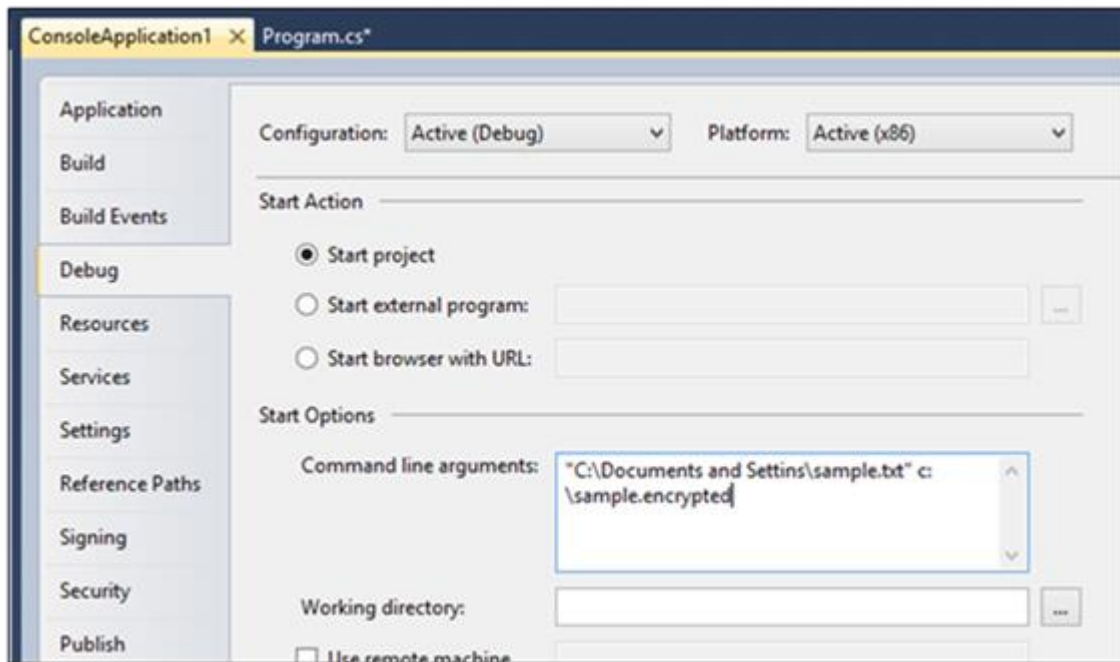 ConsoleApplication1 Program.cs*
Application
Configuration: Active (Debug) Platform: Active (x86)
Build
Start Action
Build Events
Start project
Debug
Start external program: ...
Resources
Start browser with URL:
Services
Start Options
Settings
Command line arguments: "C:\Documents and Settins\sample.txt" c:
\sample.encrypted
Reference Paths
Signing
Security
Working directory: ...
Publish
Use remote machine